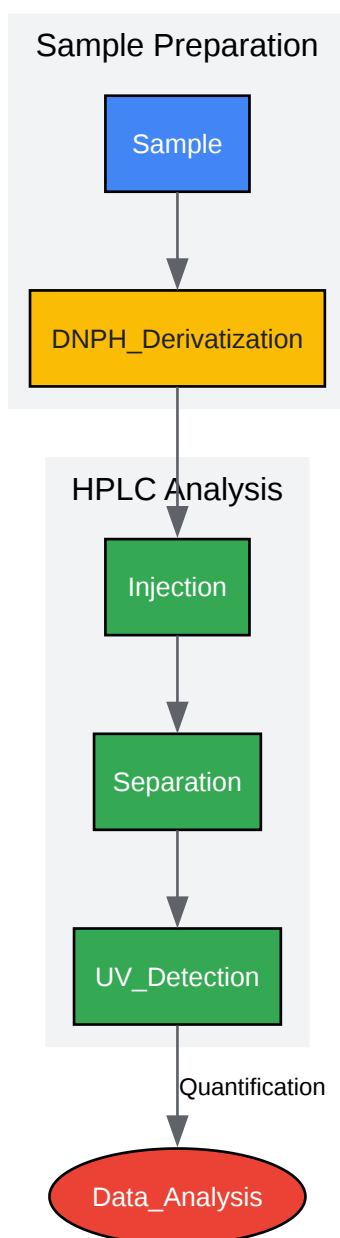 Sample Preparation
Sample
DNPH_Derivatization
HPLC Analysis
Injection
Separation
UV_Detection
Quantification
Data_Analysis